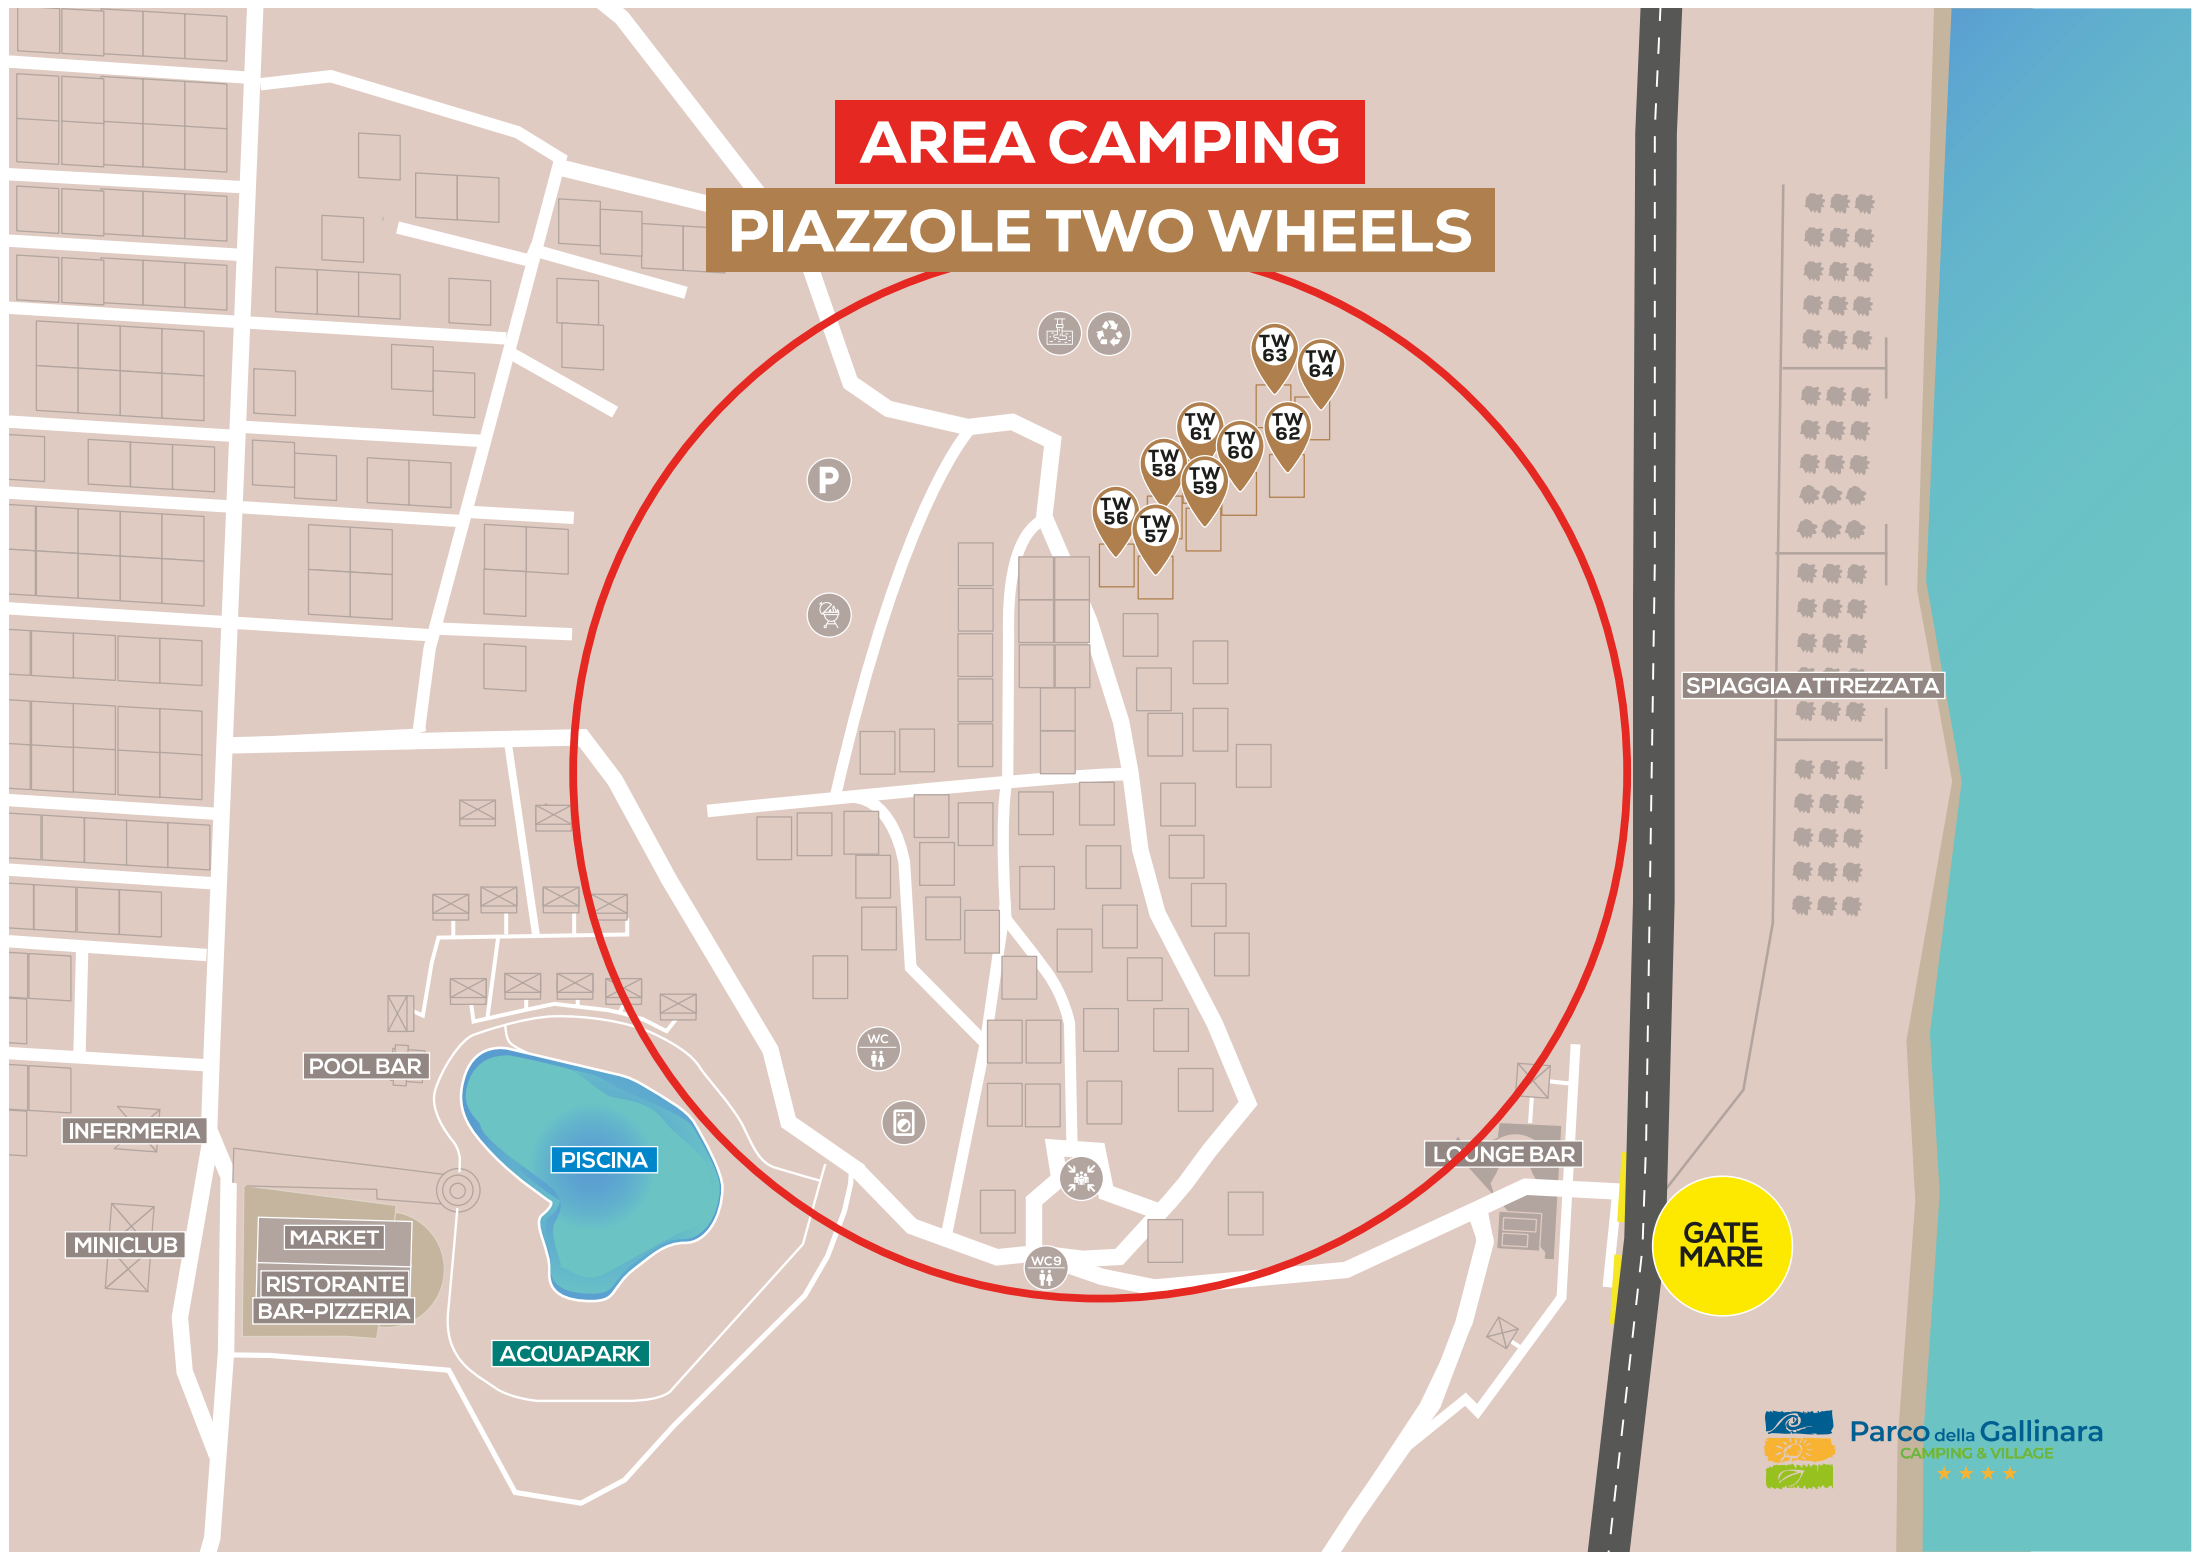 AREA CAMPING
PIAZZOLE TWO WHEELS
TW
63
TW
64
TW
61
TW
60
TW
62
TW
58
TW
59
TW
56
TW
57
P
SPIAGGIA ATTREZZATA
WC
POOL BAR
INFERMERIA
PISCINA
LOUNGE BAR
MINICLUB
MARKET
RISTORANTE
BAR-PIZZERIA
WC9
GATE
MARE
ACQUAPARK
Parco della Gallinara
CAMPING & VILLAGE